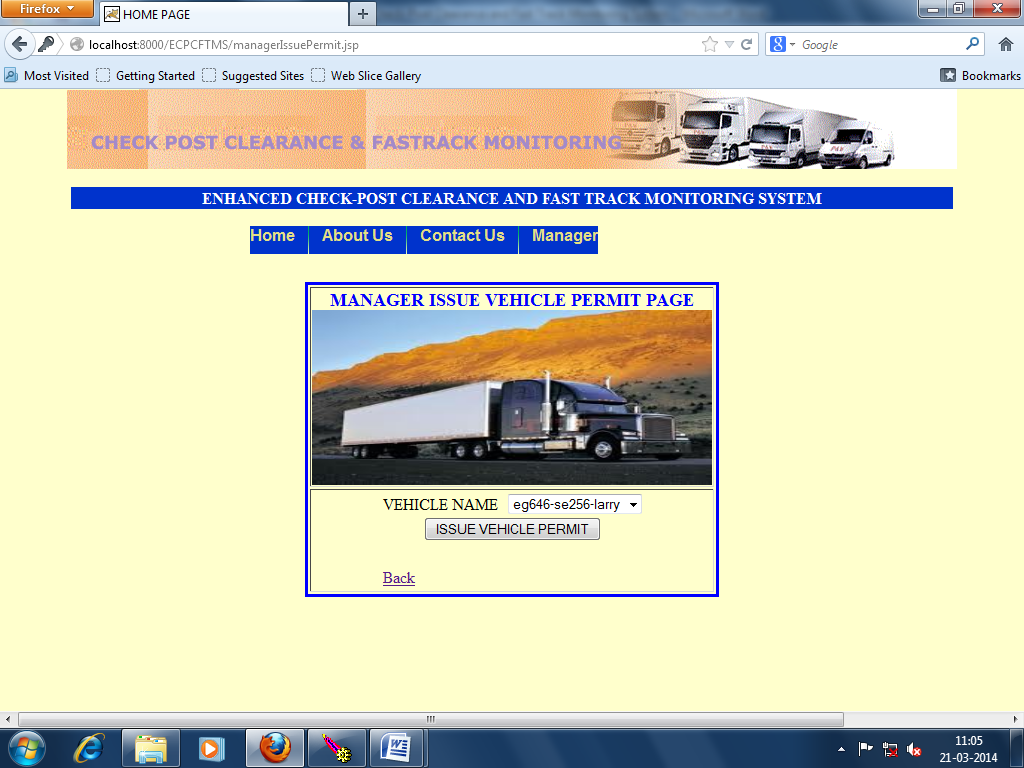 Firefox
HOME PAGE
localhost:8000/ECPCFTMS/managerIssuePermit.jsp
Google
Most Visited Getting Started Suggested Sites Web Slice Gallery Bookmarks
CHECK POST CLEARANCE & FASTRACK MONITORING
ENHANCED CHECK-POST CLEARANCE AND FAST TRACK MONITORING SYSTEM
Home About Us Contact Us Manager
MANAGER ISSUE VEHICLE PERMIT PAGE
VEHICLE NAME eg646-se256-larry
ISSUE VEHICLE PERMIT
Back
11:05
21-03-2014